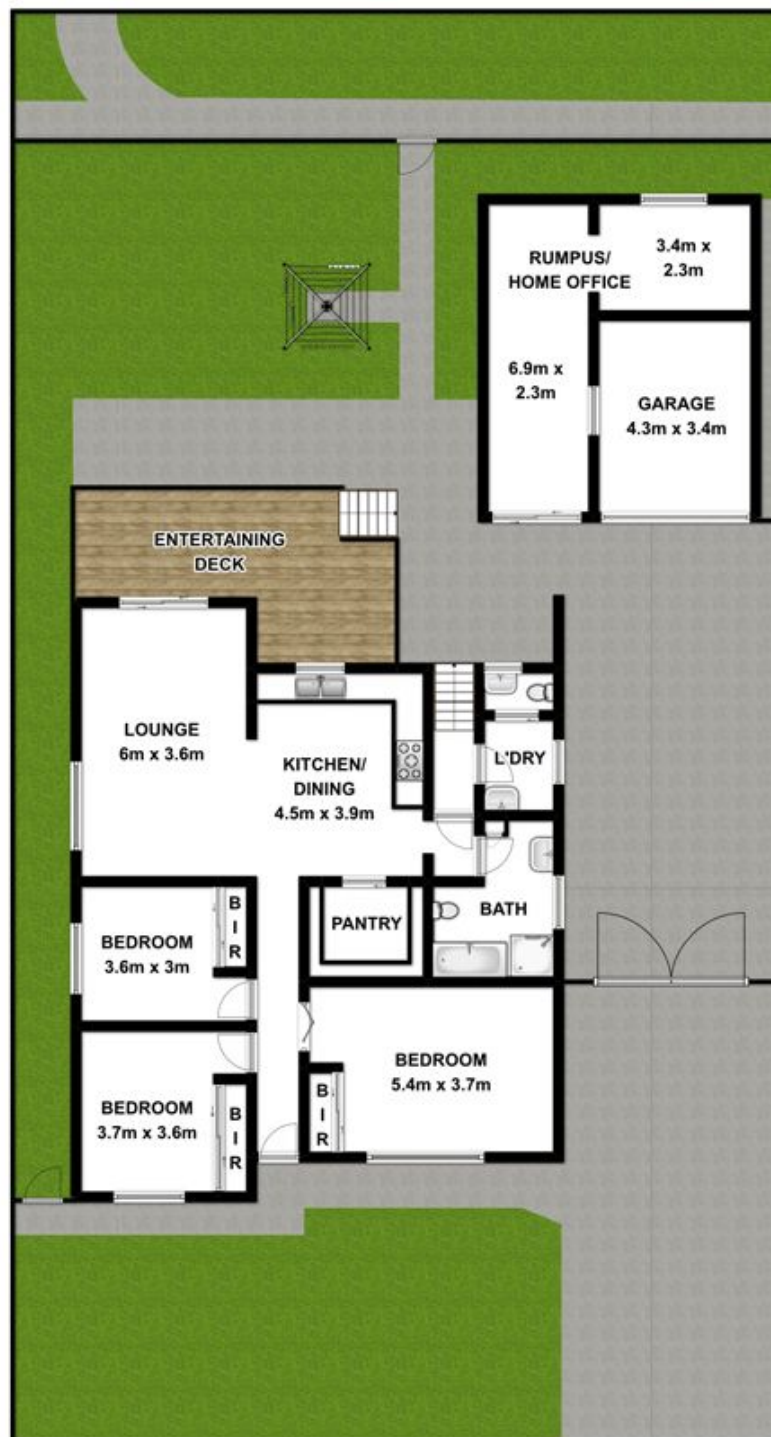 RUMPUS/
HOME OFFICE
3.4m x
2.3m
6.9m x
2.3m
GARAGE
4.3m x 3.4m
ENTERTAINING
DECK
LOUNGE
6m x 3.6m
KITCHEN/
DINING
4.5m x 3.9m
L'DRY
PANTRY
BATH
BEDROOM
3.6m x 3m
B
I
R
BEDROOM
5.4m x 3.7m
B
I
R
BEDROOM
3.7m x 3.6m
B
I
R